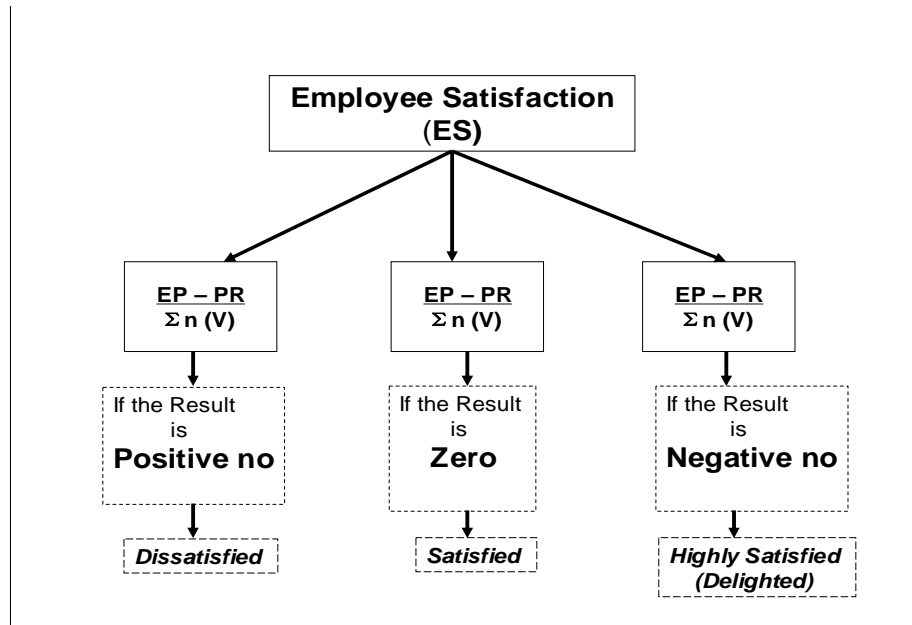 Employee Satisfaction
(ES)
EP – PR
Σ n (V)
If the Result
is
Positive no
Dissatisfied
EP – PR
Σ n (V)
If the Result
is
Zero
Satisfied
EP – PR
Σ n (V)
If the Result
is
Negative no
Highly Satisfied
(Delighted)